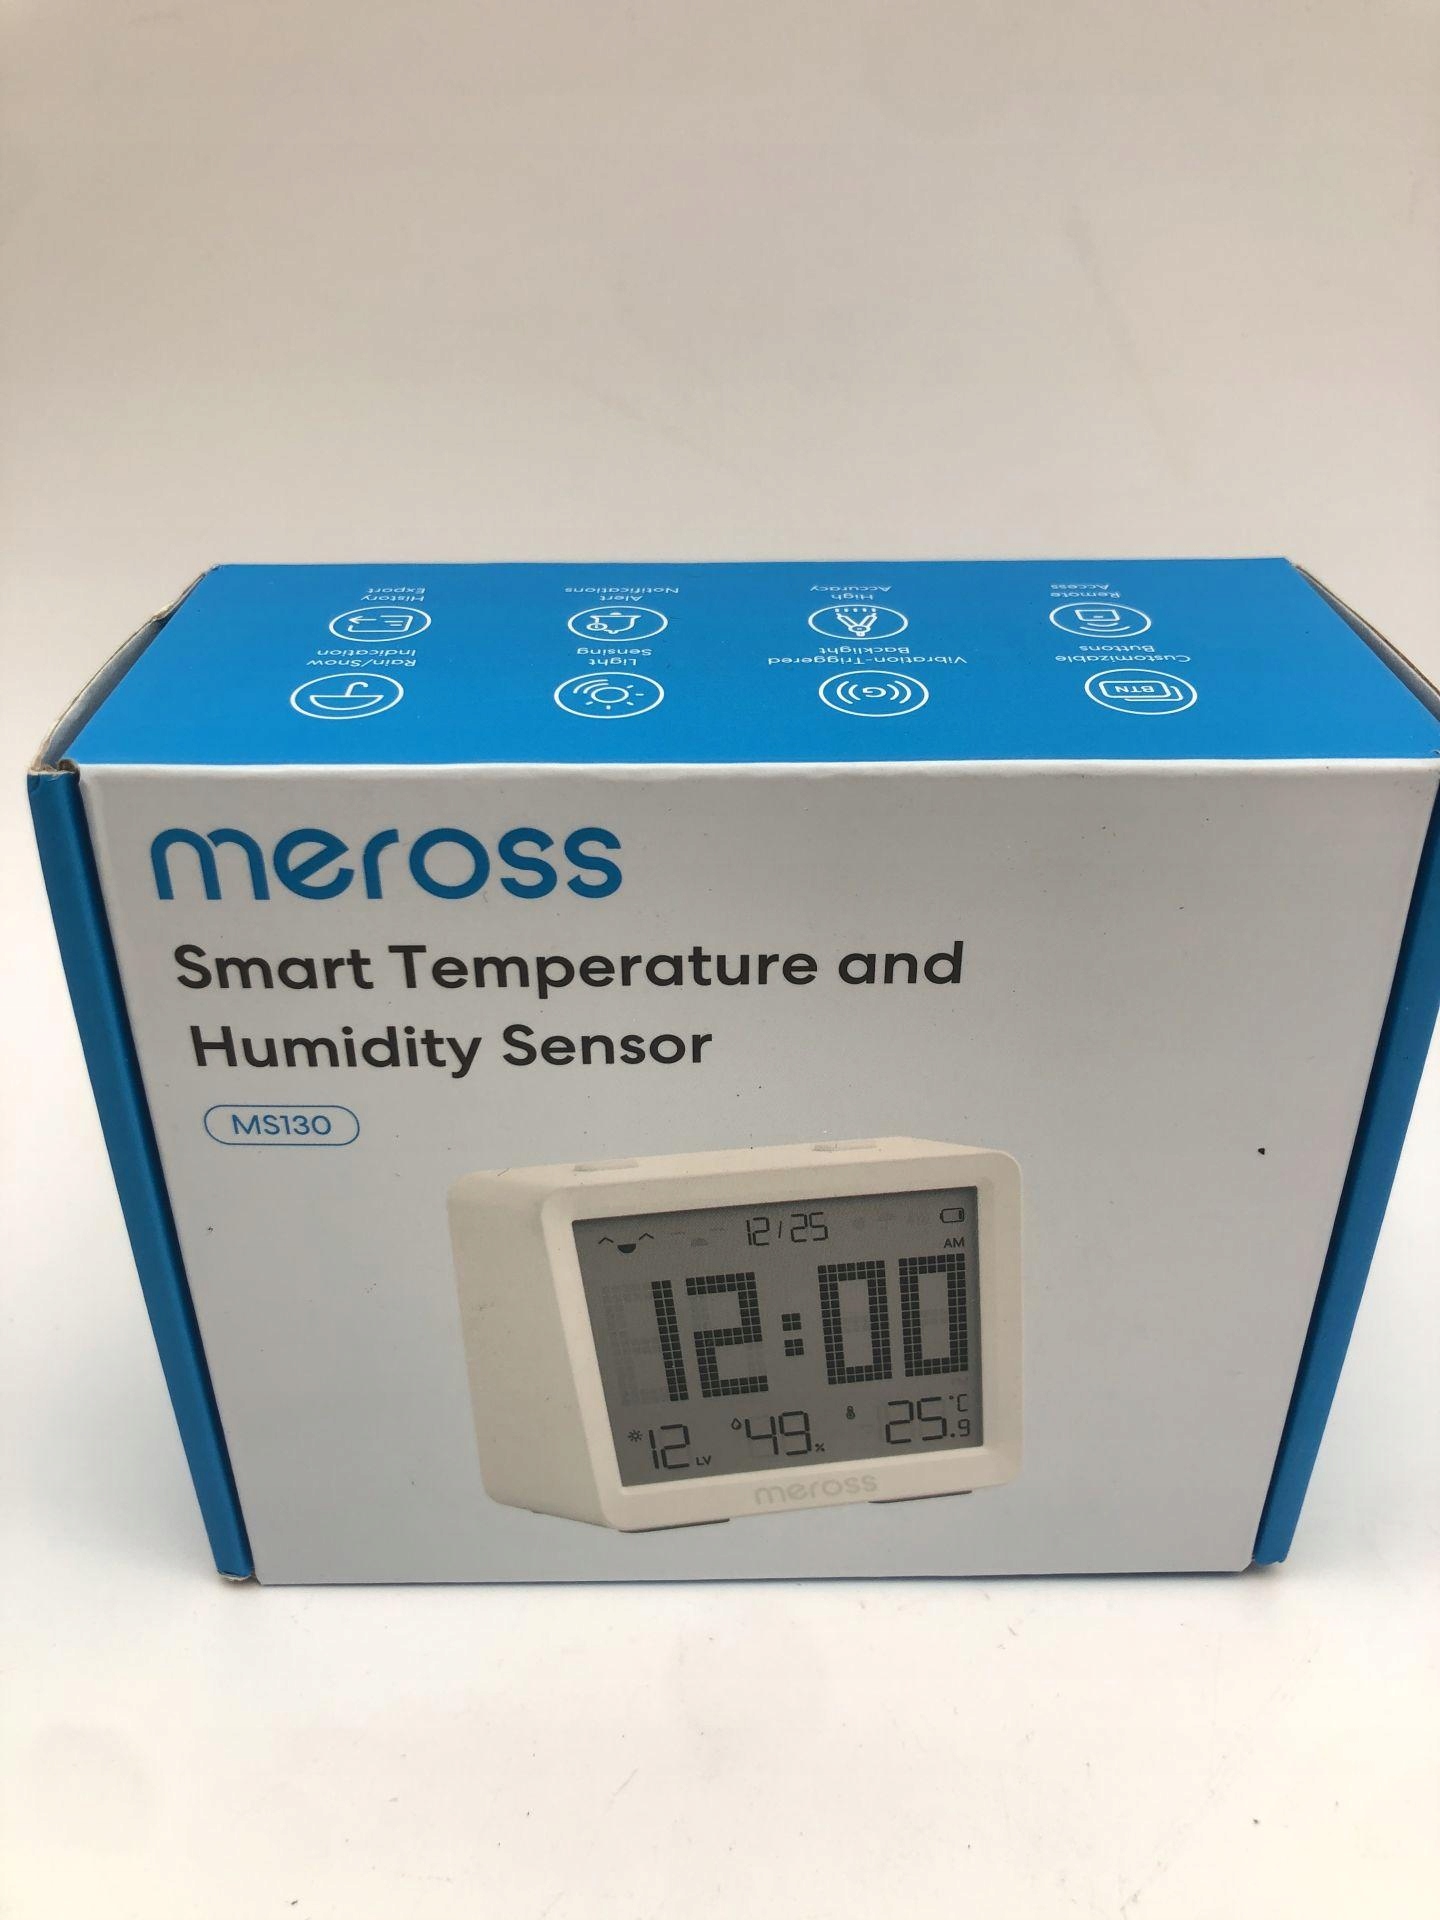 History
Export
Alert
Notifications
High
Accuracy
Remote
Access
Rain/Snow
Indication
Light
Sensing
Vibration-Triggered
Backlight
Customizable
Buttons
G
BTN
meross
Smart Temperature and
Humidity Sensor
MS130
12/25
AM
12:00
12 LV 49 % 25.9 °C
meross